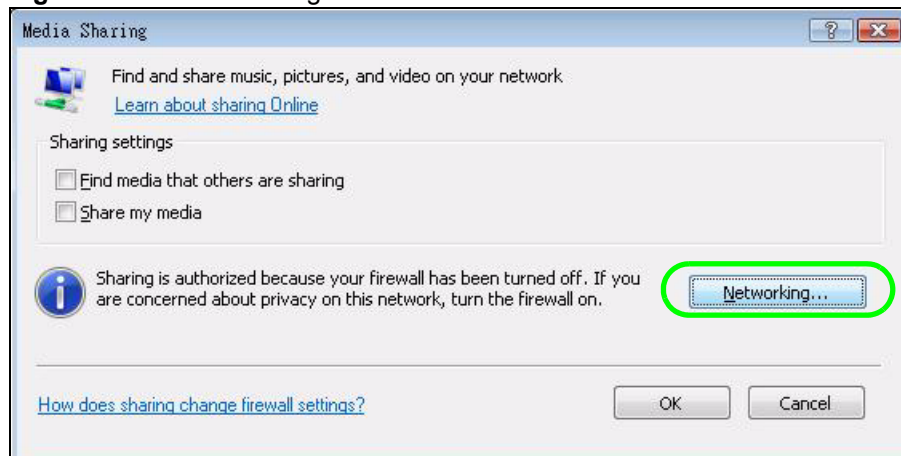 Media Sharing
Find and share music, pictures, and video on your network
Learn about sharing Online
Sharing settings
Find media that others are sharing
Share my media
Sharing is authorized because your firewall has been turned off. If you
are concerned about privacy on this network, turn the firewall on.
Networking...
How does sharing change firewall settings?
OK
Cancel